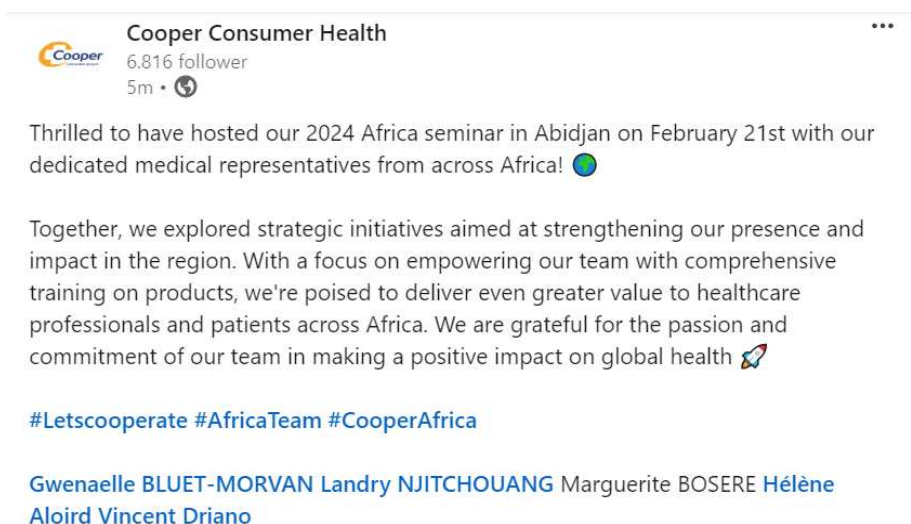 Cooper
Cooper Consumer Health
6.816 follower
5m •
Thrilled to have hosted our 2024 Africa seminar in Abidjan on February 21st with our
dedicated medical representatives from across Africa! 🌍
Together, we explored strategic initiatives aimed at strengthening our presence and
impact in the region. With a focus on empowering our team with comprehensive
training on products, we're poised to deliver even greater value to healthcare
professionals and patients across Africa. We are grateful for the passion and
commitment of our team in making a positive impact on global health 🚀
#Letscooperate #AfricaTeam #CooperAfrica
Gwenaelle BLUET-MORVAN Landry NJITCHOUANG Marguerite BOSERE Hélène
Aloird Vincent Driano